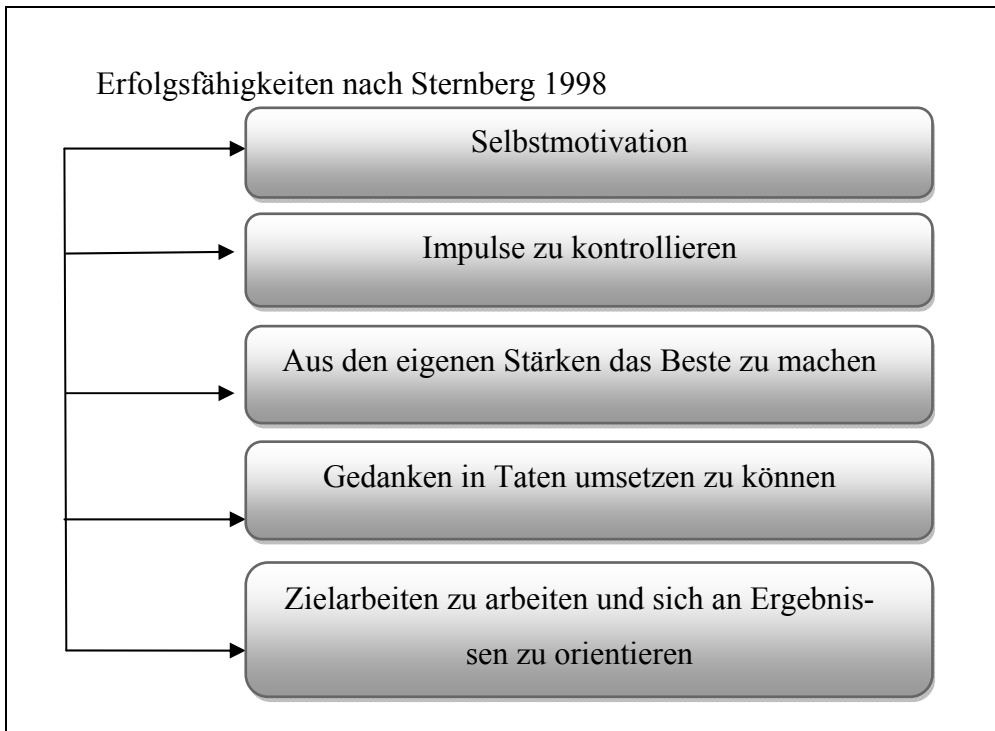 Erfolgsfähigkeiten nach Sternberg 1998
Selbstmotivation
Impulse zu kontrollieren
Aus den eigenen Stärken das Beste zu machen
Gedanken in Taten umsetzen zu können
Zielarbeiten zu arbeiten und sich an Ergebnis-
sen zu orientieren